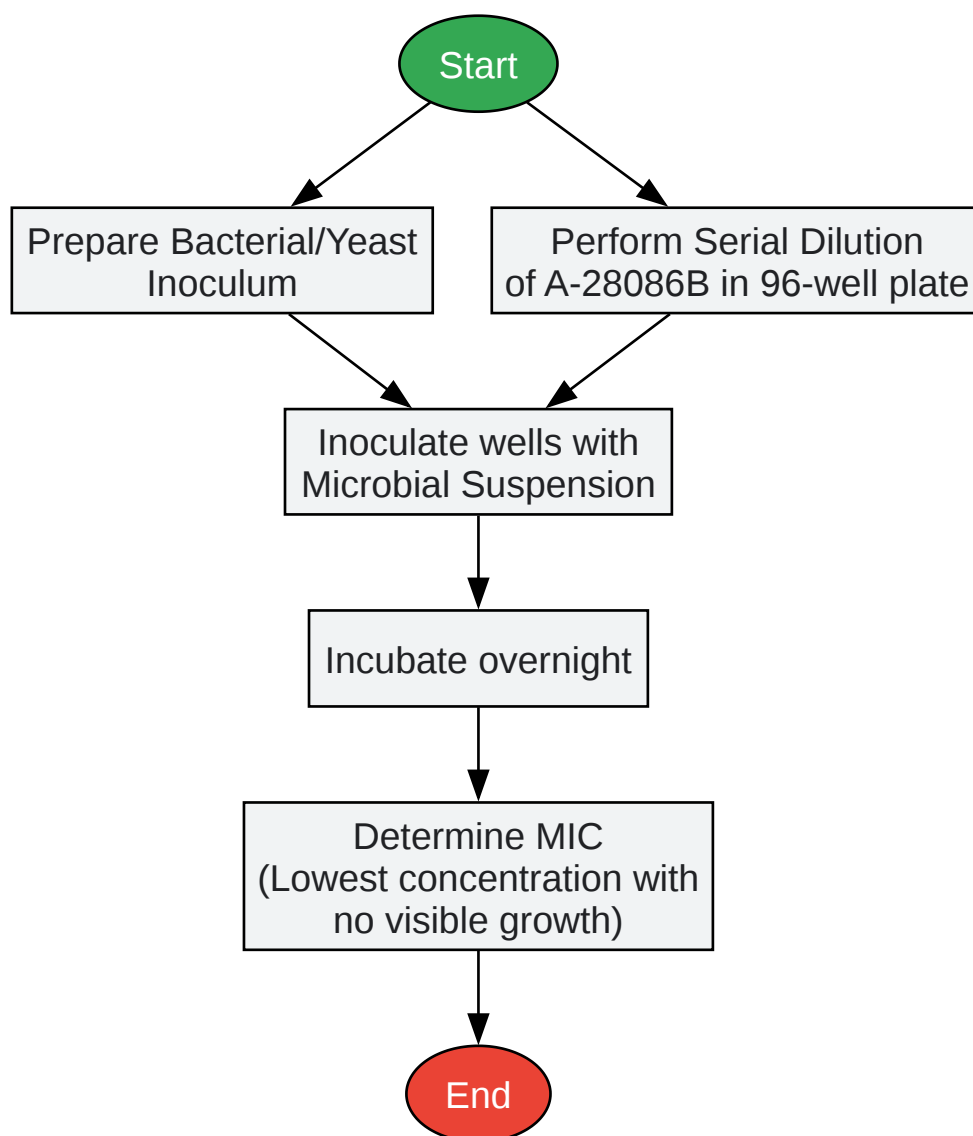 Start
Prepare Bacterial/Yeast
Inoculum
Perform Serial Dilution
of A-28086B in 96-well plate
Inoculate wells with
Microbial Suspension
Incubate overnight
Determine MIC
(Lowest concentration with
no visible growth)
End